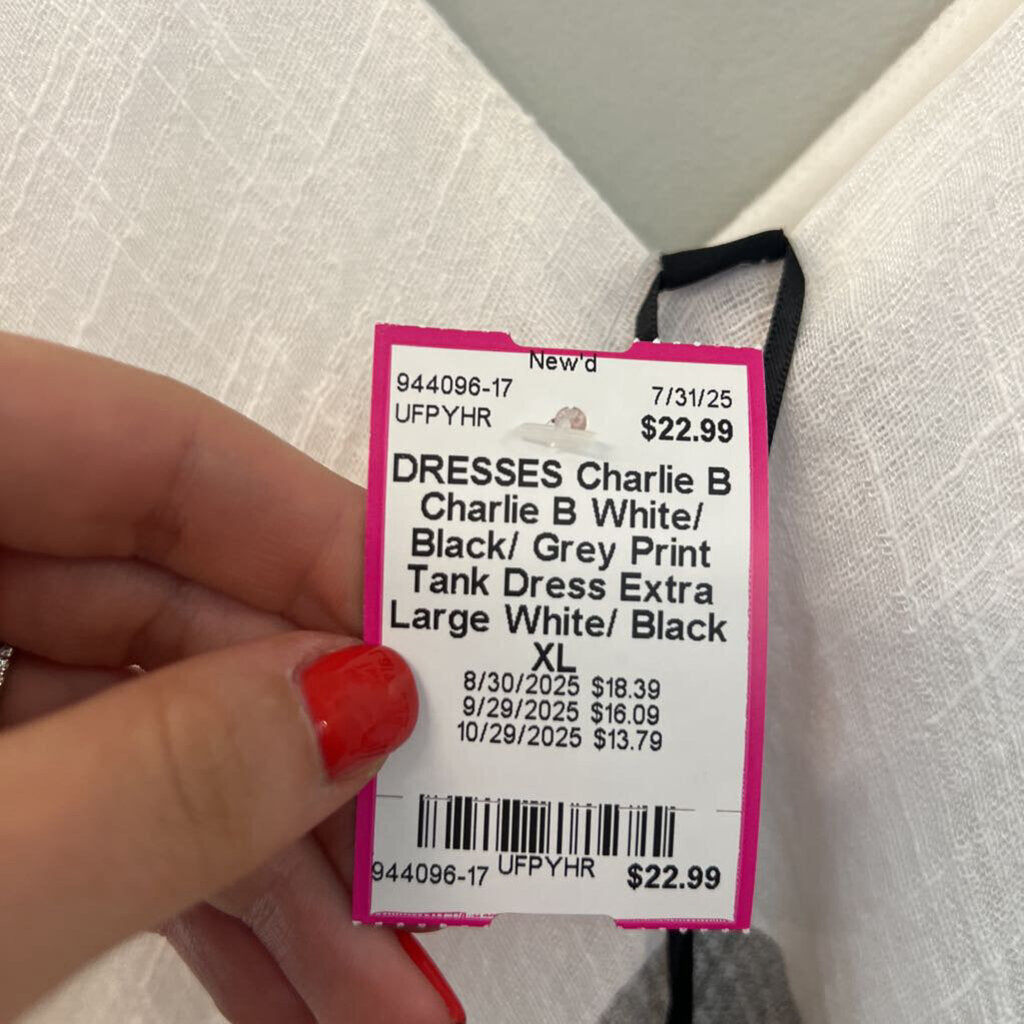 New'd
944096-17 7/31/25
UFPYHR $22.99
DRESSES Charlie B
Charlie B White/
Black/ Grey Print
Tank Dress Extra
Large White/ Black
XL
8/30/2025 $18.39
9/29/2025 $16.09
10/29/2025 $13.79
944096-17 UFPYHR $22.99